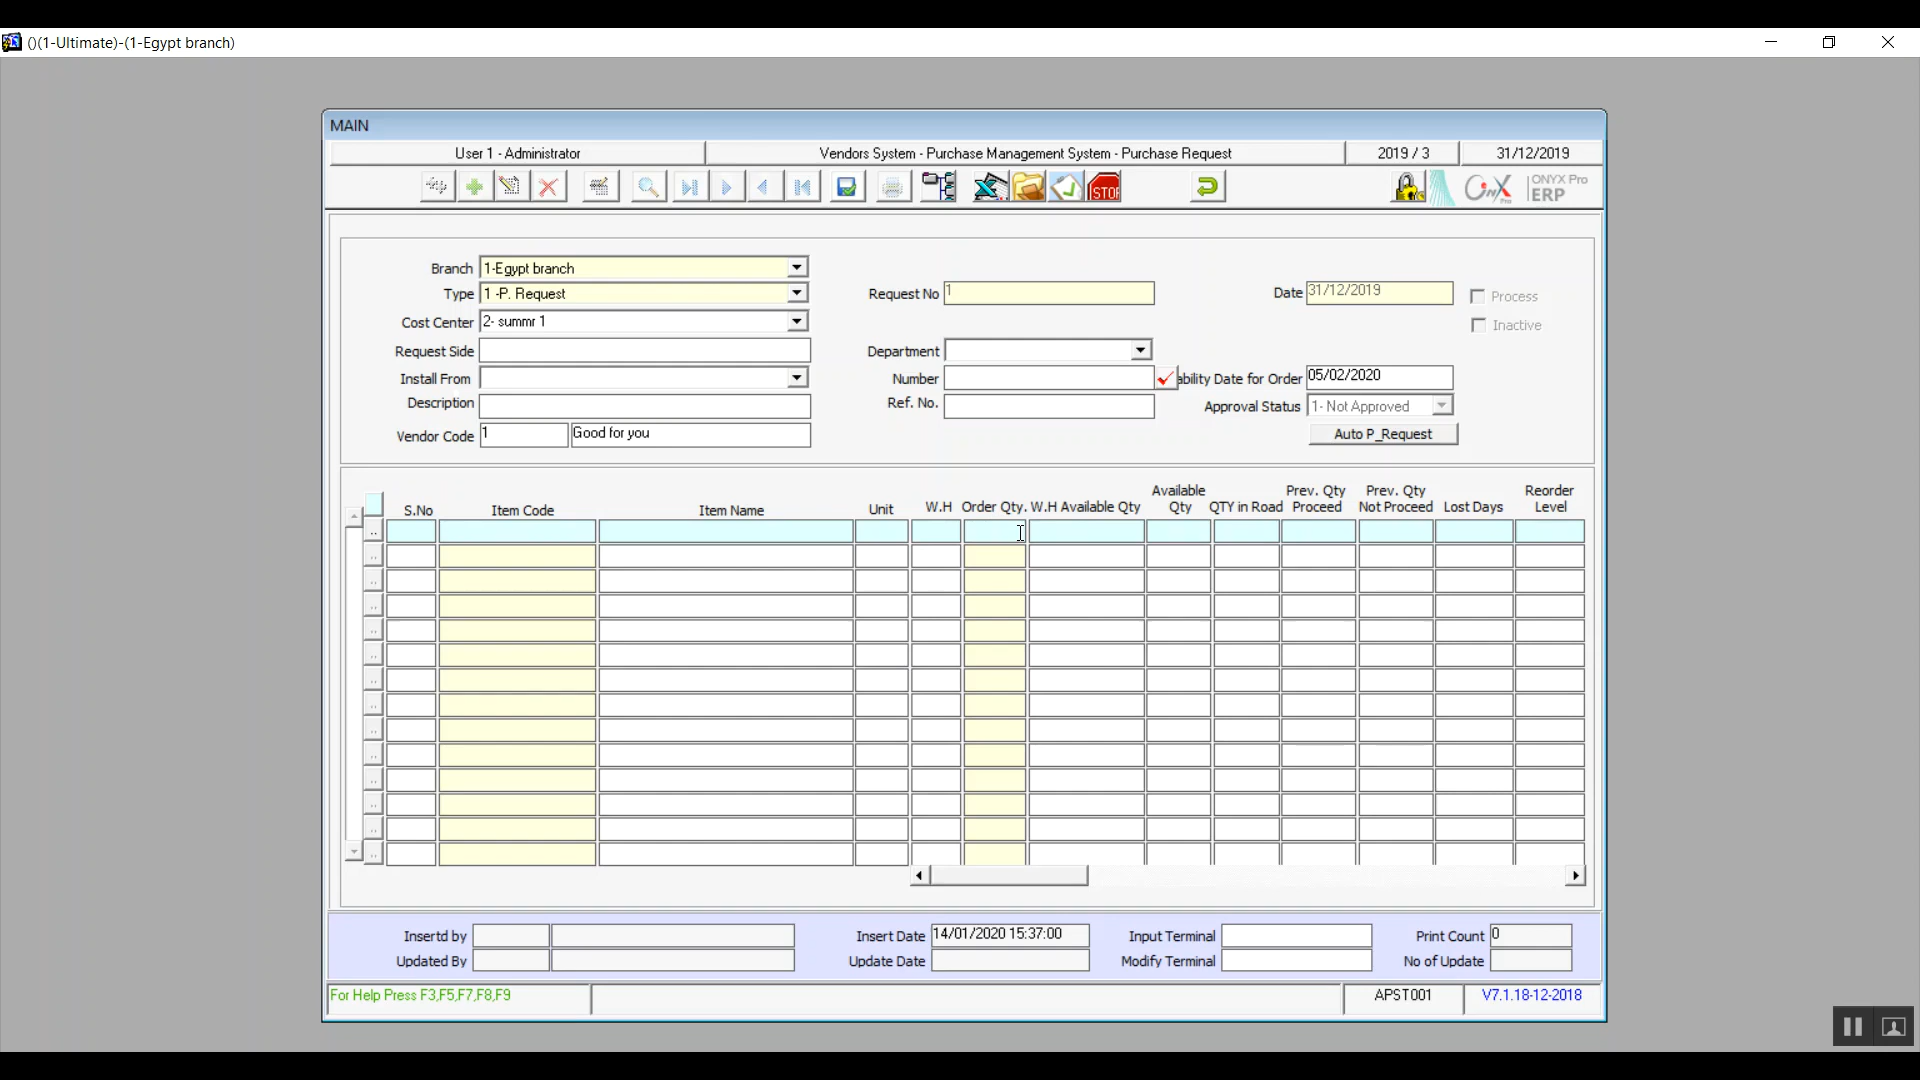 ()(1-Ultimate)-(1-Egypt branch)
MAIN
User 1 - Administrator
Vendors System - Purchase Management System - Purchase Request
2019 / 3
31/12/2019
STOP
OnyX Pro
ONYX Pro
ERP
Branch 1-Egypt branch
Type 1 -P. Request
Request No 1
Date 31/12/2019
Process
Cost Center 2- summr 1
Inactive
Request Side
Department
Install From
Number
ability Date for Order 05/02/2020
Description
Ref. No.
Approval Status 1- Not Approved
Vendor Code 1 Good for you
Auto P_Request
S.No
Item Code
Item Name
Unit
W.H
Order Qty.
W.H Available Qty
Available
Qty
QTY in Road
Prev. Qty
Proceed
Prev. Qty
Not Proceed
Lost Days
Reorder
Level
Insertd by
Insert Date 14/01/2020 15:37:00
Input Terminal
Print Count 0
Updated By
Update Date
Modify Terminal
No of Update
For Help Press F3,F5,F7,F8,F9
APST001
V7.1.18-12-2018